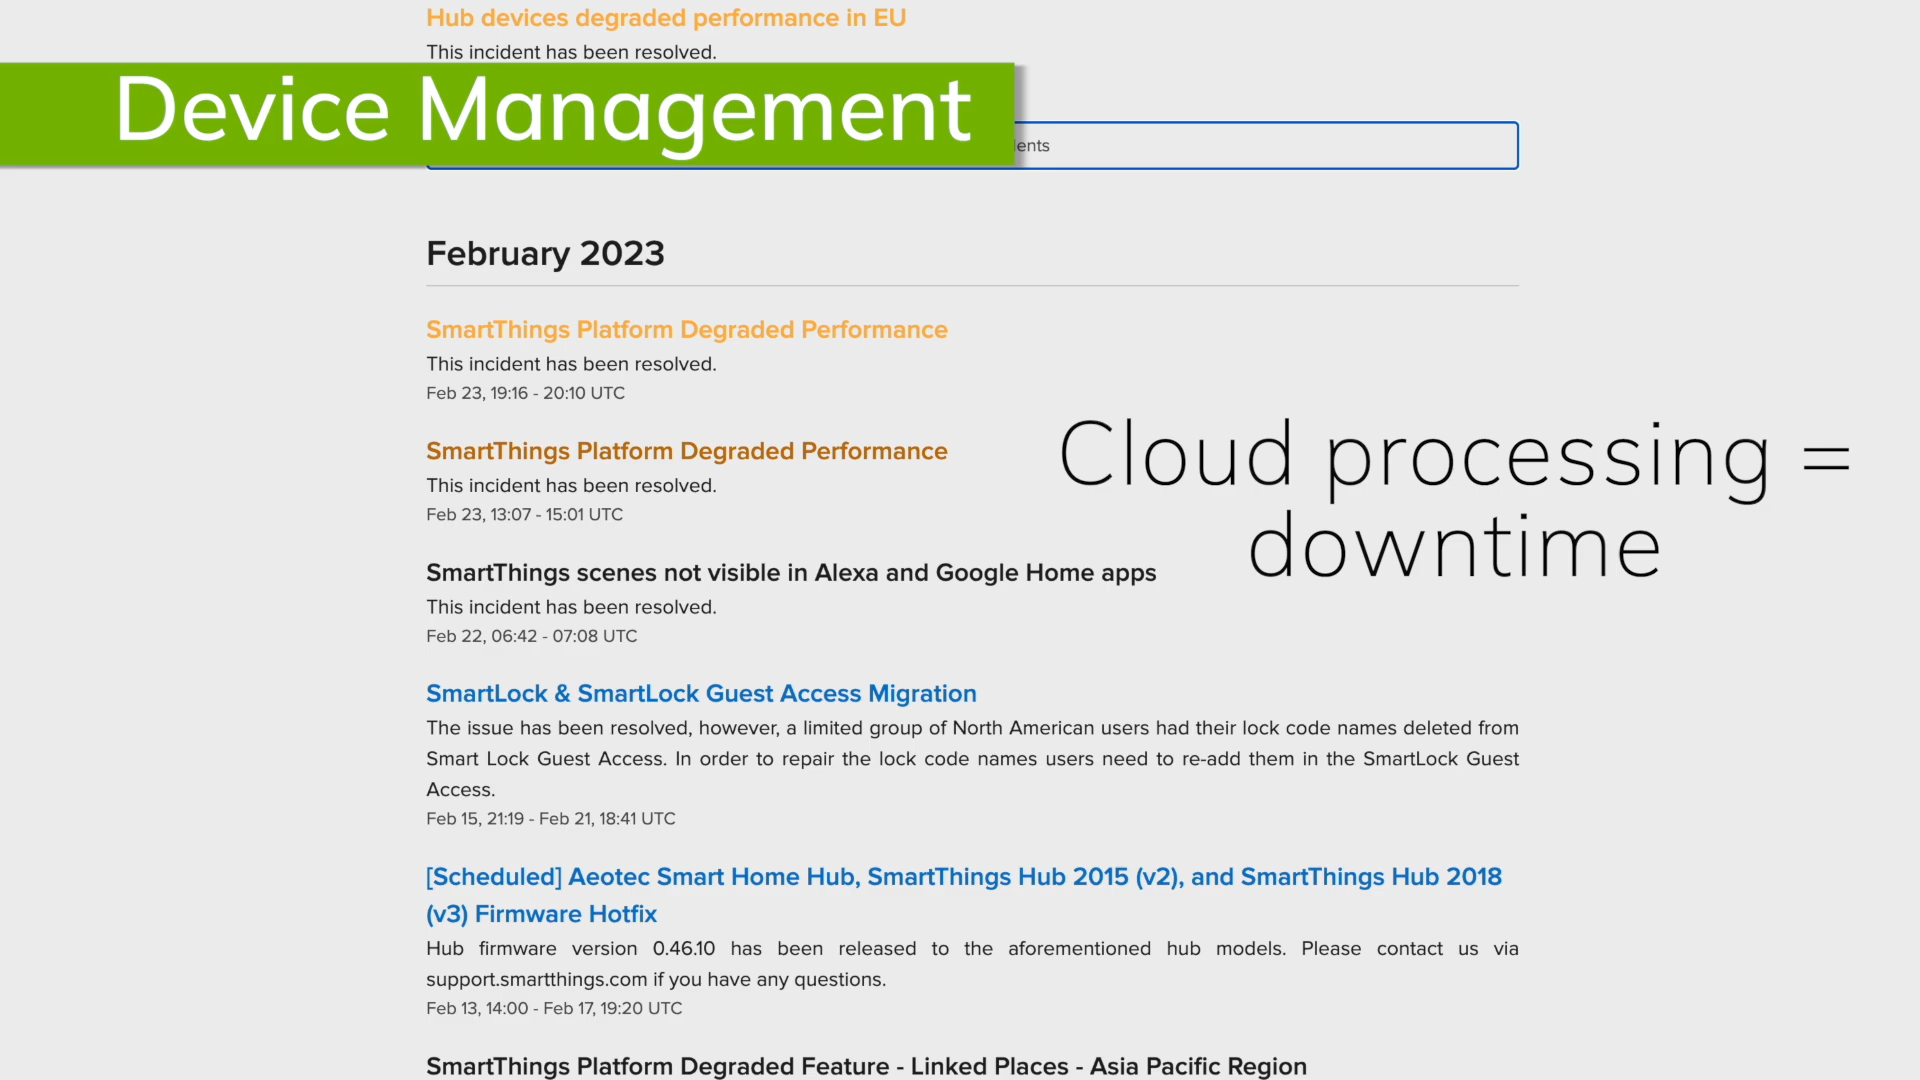 Hub devices degraded performance in EU
This incident has been resolved.
Device Management
February 2023
SmartThings Platform Degraded Performance
This incident has been resolved.
Feb 23, 19:16 - 20:10 UTC
SmartThings Platform Degraded Performance
This incident has been resolved.
Feb 23, 13:07 - 15:01 UTC
Cloud processing =
downtime
SmartThings scenes not visible in Alexa and Google Home apps
This incident has been resolved.
Feb 22, 06:42 - 07:08 UTC
SmartLock & SmartLock Guest Access Migration
The issue has been resolved, however, a limited group of North American users had their lock code names deleted from
Smart Lock Guest Access. In order to repair the lock code names users need to re-add them in the SmartLock Guest
Access.
Feb 15, 21:19 - Feb 21, 18:41 UTC
[Scheduled] Aeotec Smart Home Hub, SmartThings Hub 2015 (v2), and SmartThings Hub 2018
(v3) Firmware Hotfix
Hub firmware version 0.46.10 has been released to the aforementioned hub models. Please contact us via
support.smartthings.com if you have any questions.
Feb 13, 14:00 - Feb 17, 19:20 UTC
SmartThings Platform Degraded Feature - Linked Places - Asia Pacific Region